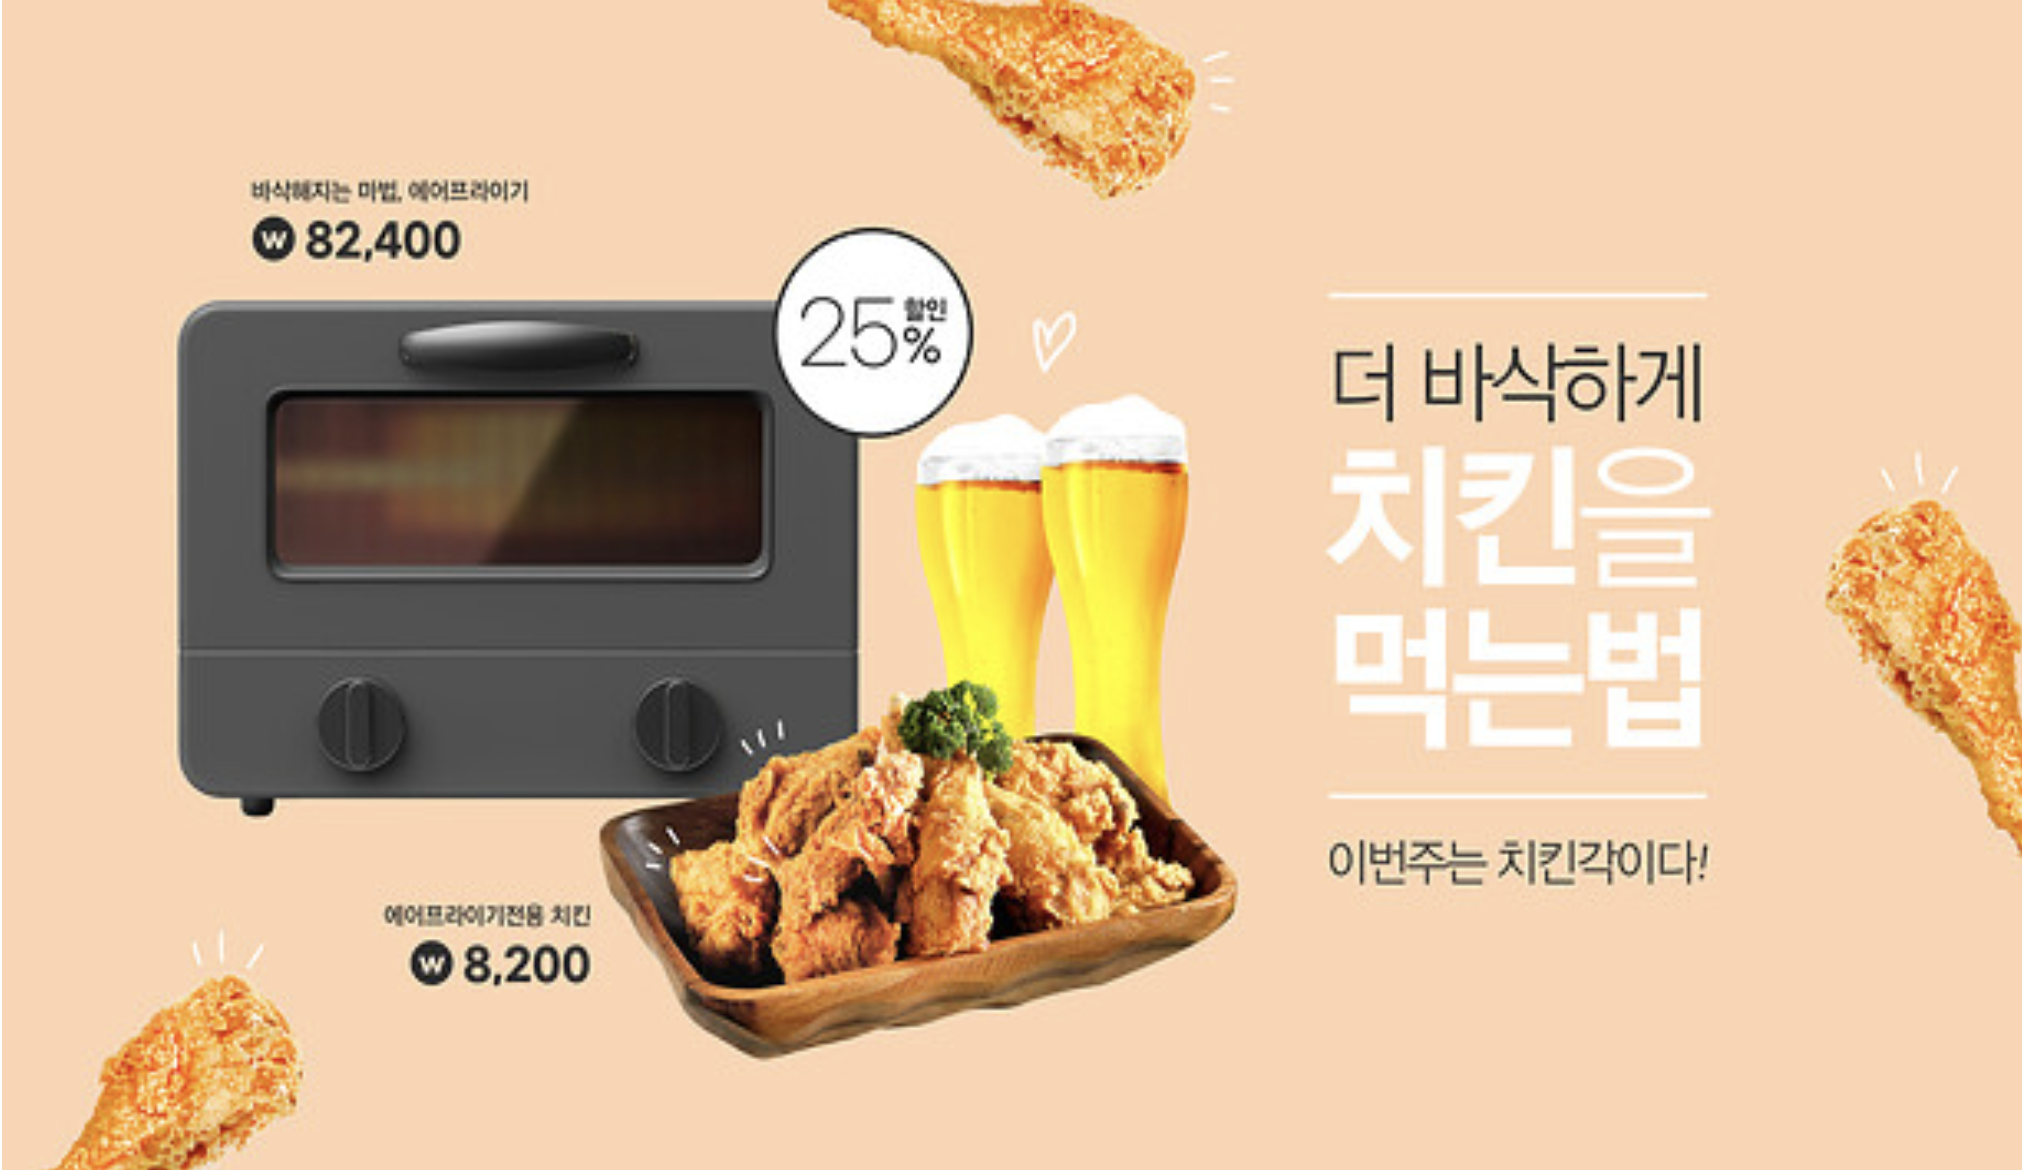 바삭해지는 마법, 에어프라이기
₩ 82,400
25% 할인
더 바삭하게
치킨을
먹는법
이번주는 치킨각이다!
에어프라이기전용 치킨
₩ 8,200